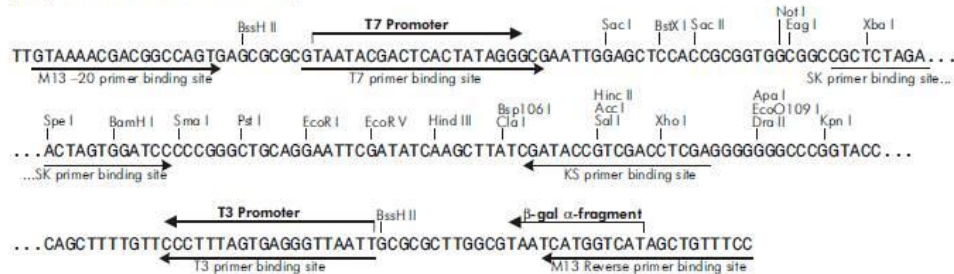 T7 Promoter
Not I
BssH II Sac I BstX I Sac II Eag I Xba I
TTGTAAAACGACGGCCAGTGAGCGCGCGTAATACGACTCACTATAGGGCGAATTGGAGCTCCACCGCGGTGGCGGCCGCTCTAGA...
M13 –20 primer binding site T7 primer binding site SK primer binding site...
Hinc II Apa I
Bsp106 I Acc I EcoO109 I
Spe I BamH I Sma I Pst I EcoR I EcoR V Hind III Cla I Sal I Xho I Dra II Kpn I
...ACTAGTGGATCCCCCGGGCTGCAGGAATTCGATATCAAGCTTATCGATACCGTCGACCTCGAGGGGGGGCCCGGTACC...
...SK primer binding site KS primer binding site
T3 Promoter BssH II β-gal α-fragment
...CAGCTTTTGTTCCCTTTAGTGAGGGTTAATTGCGCGCTTGGCGTAATCATGGTCATAGCTGTTTCC
T3 primer binding site M13 Reverse primer binding site